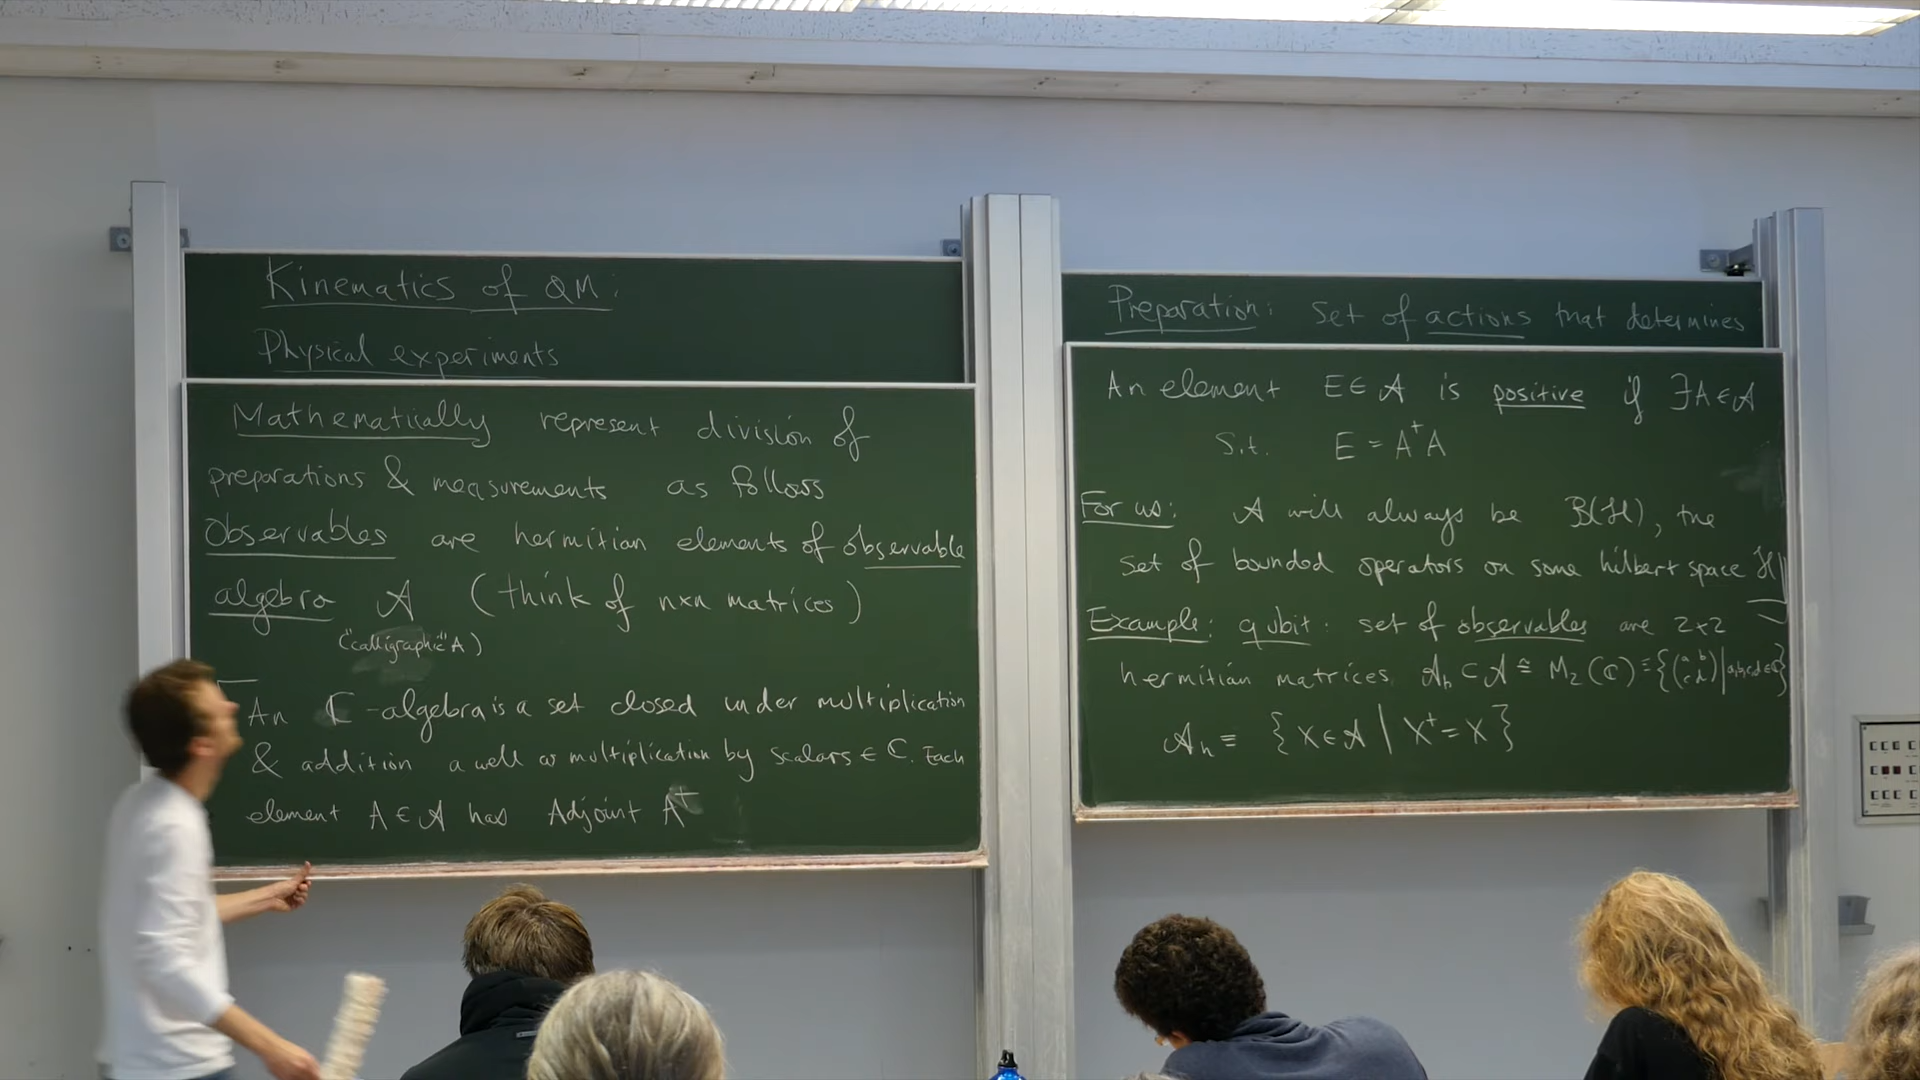 Kinematics of QM:
Physical experiments
Mathematically represent division of
preparations & measurements as follows
Observables are hermitian elements of observable
algebra 𝒜 (think of n×n matrices)
("calligraphic" A)
An ℂ-algebra is a set closed under multiplication
& addition a well as multiplication by scalars ∈ ℂ. Each
element A ∈ 𝒜 has Adjoint A†
Preparation: Set of actions that determines
An element E ∈ 𝒜 is positive if ∃A ∈ 𝒜
s.t. E = A†A
For us: 𝒜 will always be B(ℋ), the
set of bounded operators on some hilbert space ℋ
Example: qubit: set of observables are 2×2
hermitian matrices 𝒜h ⊂ 𝒜 ≅ M2(ℂ) ≡ {(a b c d) | a,b,c,d ∈ ℂ}
𝒜h ≡ {X ∈ 𝒜 | X† = X}